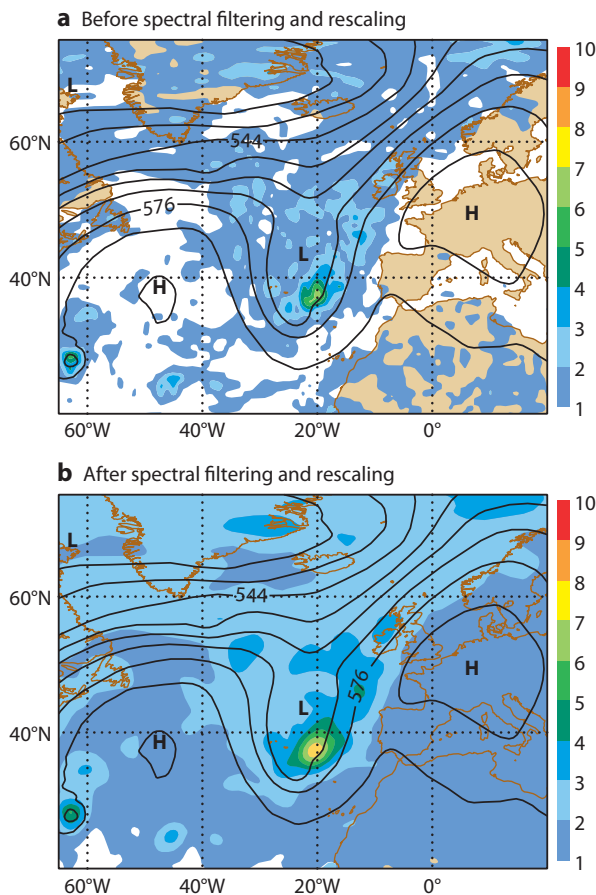 a Before spectral filtering and rescaling
L
60°N
544
576
H
L
40°N
H
60°W
40°W
20°W
0°
10
9
8
7
6
5
4
3
2
1
b After spectral filtering and rescaling
L
60°N
544
H
576
L
40°N
H
60°W
40°W
20°W
0°
10
9
8
7
6
5
4
3
2
1